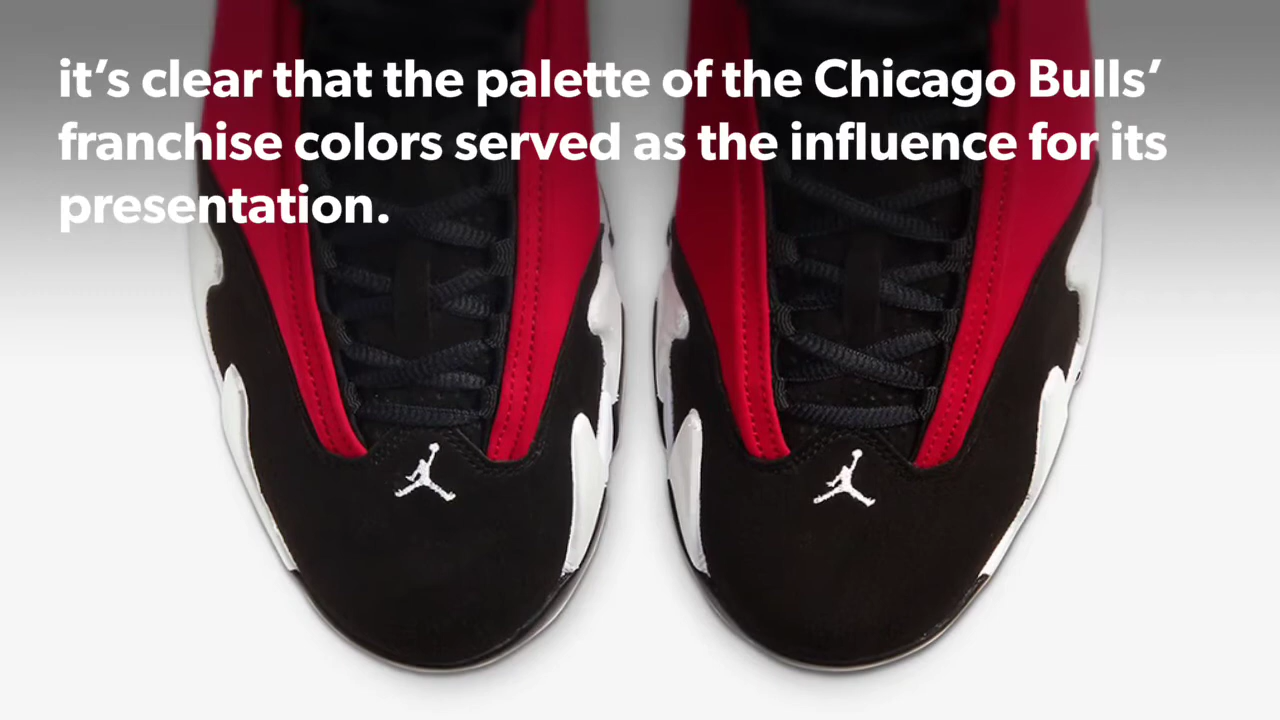 it’s clear that the palette of the Chicago Bulls’
franchise colors served as the influence for its
presentation.